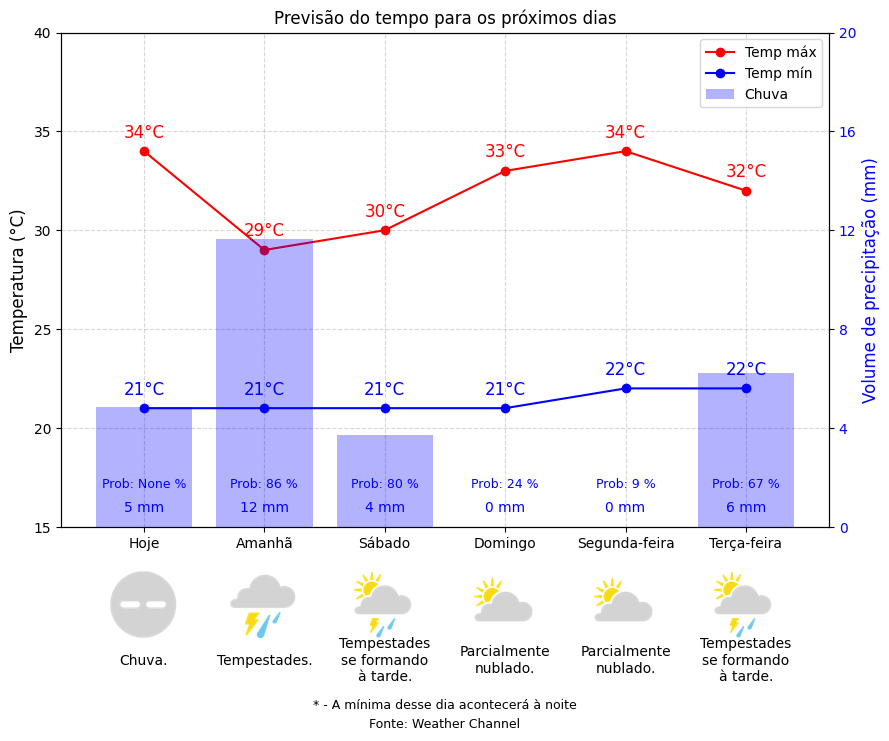 Previsão do tempo para os próximos dias
Temp máx
Temp mín
Chuva
Temperatura (°C)
Volume de precipitação (mm)
40
35
30
25
20
15
20
16
12
8
4
0
34°C
29°C
30°C
33°C
34°C
32°C
21°C
21°C
21°C
21°C
22°C
22°C
Prob: None %
Prob: 86 %
Prob: 80 %
Prob: 24 %
Prob: 9 %
Prob: 67 %
5 mm
12 mm
4 mm
0 mm
0 mm
6 mm
Hoje
Amanhã
Sábado
Domingo
Segunda-feira
Terça-feira
Chuva.
Tempestades.
Tempestades
se formando
à tarde.
Parcialmente
nublado.
Parcialmente
nublado.
Tempestades
se formando
à tarde.
* - A mínima desse dia acontecerá à noite
Fonte: Weather Channel